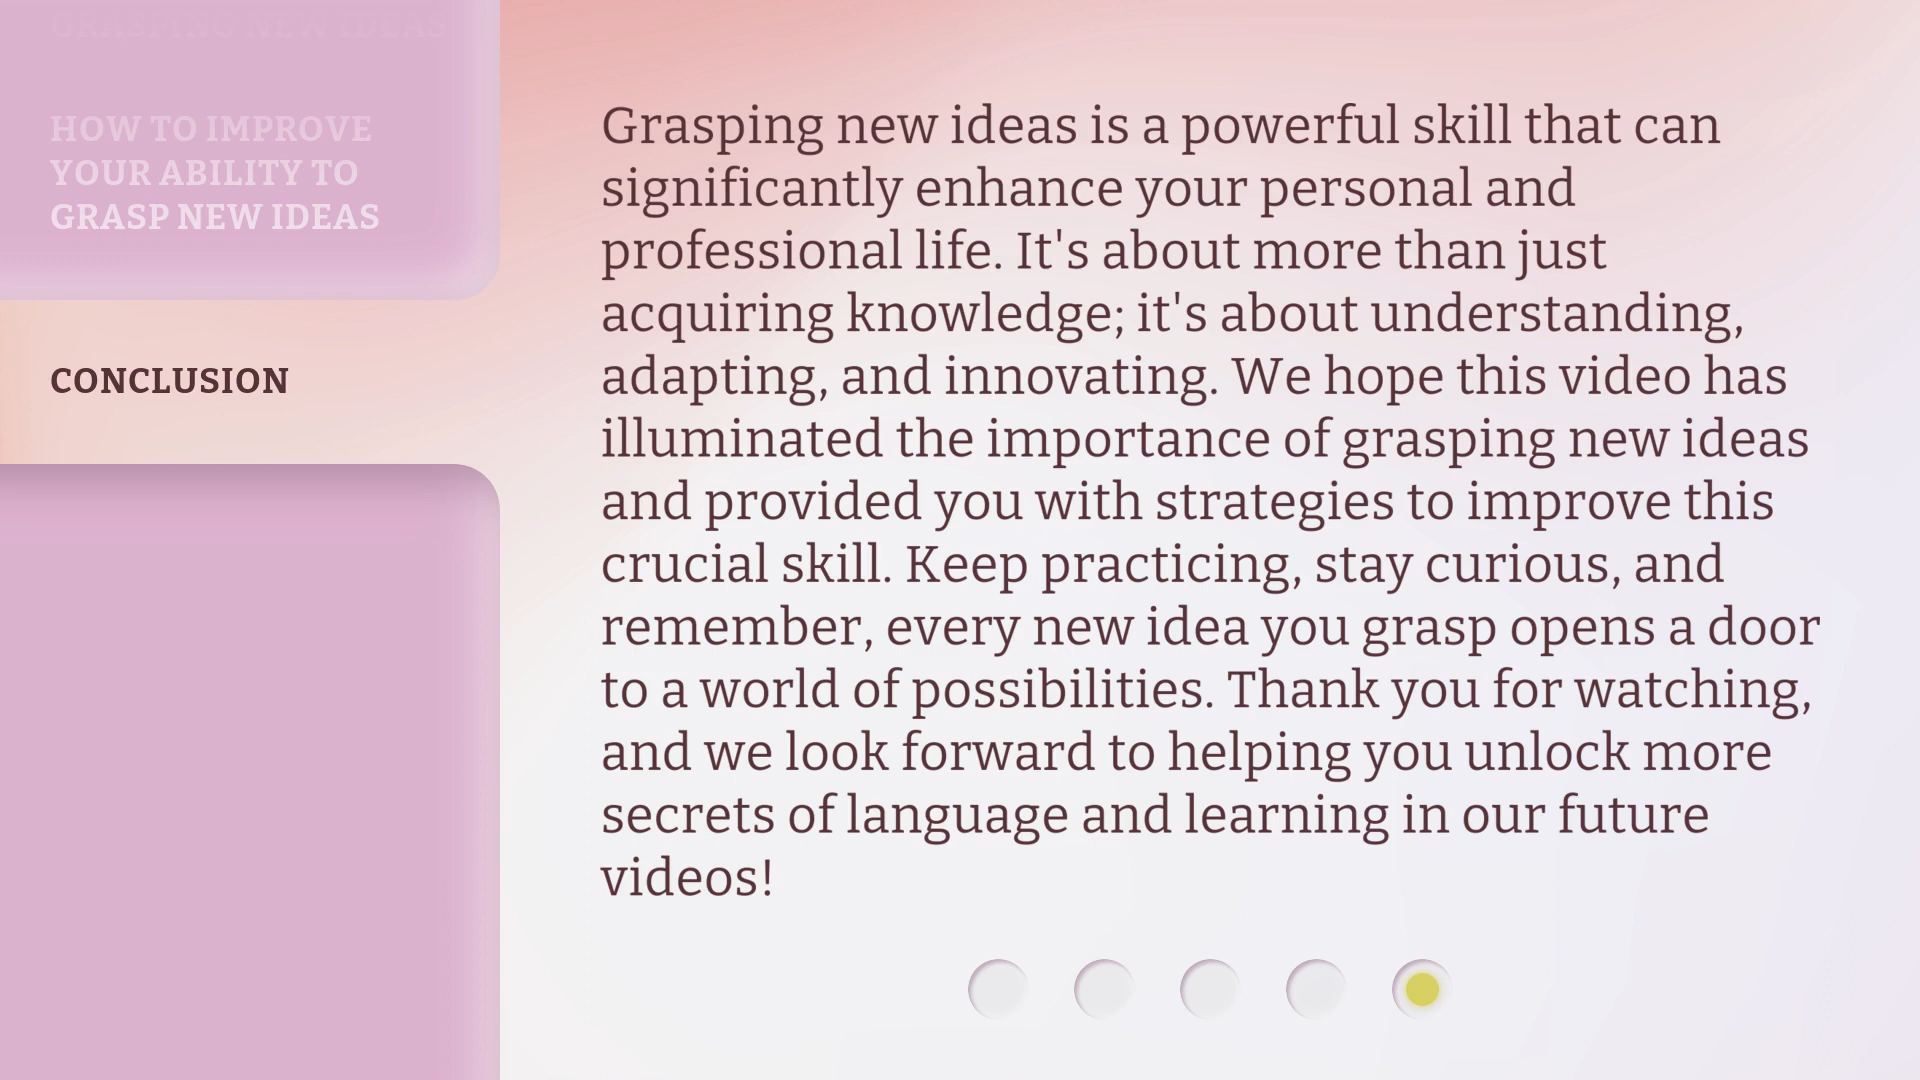 GRASPING NEW IDEAS
HOW TO IMPROVE
YOUR ABILITY TO
GRASP NEW IDEAS
CONCLUSION
Grasping new ideas is a powerful skill that can
significantly enhance your personal and
professional life. It's about more than just
acquiring knowledge; it's about understanding,
adapting, and innovating. We hope this video has
illuminated the importance of grasping new ideas
and provided you with strategies to improve this
crucial skill. Keep practicing, stay curious, and
remember, every new idea you grasp opens a door
to a world of possibilities. Thank you for watching,
and we look forward to helping you unlock more
secrets of language and learning in our future
videos!